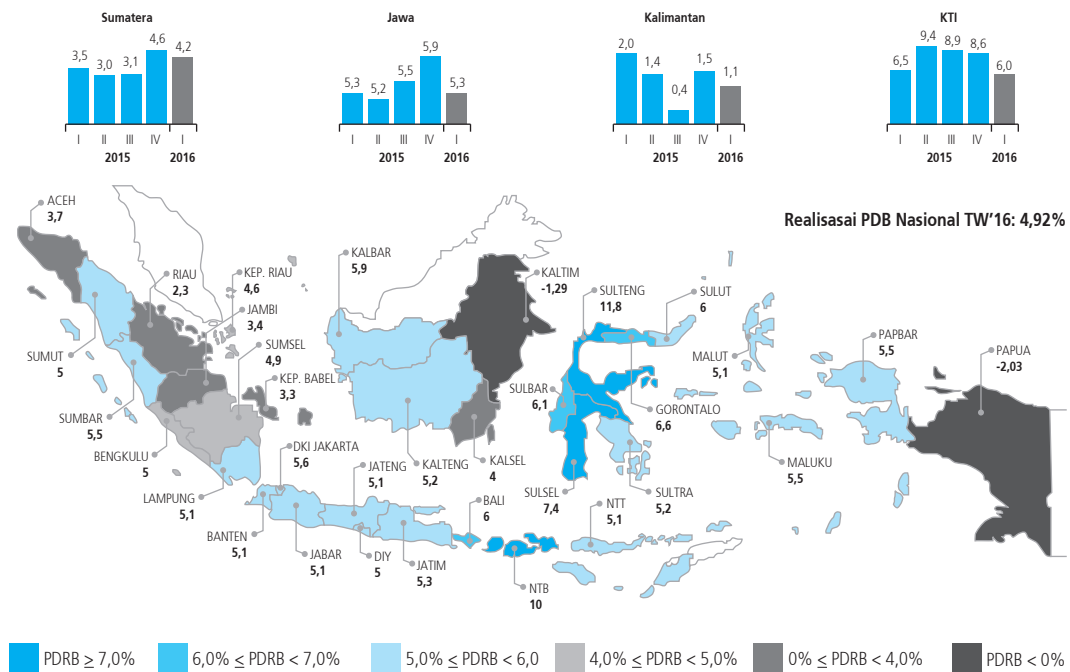 Sumatera
3,5
3,0
3,1
4,6
4,2
I II III IV I
2015 2016
Jawa
5,3
5,2
5,5
5,9
5,3
I II III IV I
2015 2016
Kalimantan
2,0
1,4
0,4
1,5
1,1
I II III IV I
2015 2016
KTI
6,5
9,4
8,9
8,6
6,0
I II III IV I
2015 2016
Realisasai PDB Nasional TW'16: 4,92%
ACEH
3,7
RIAU
2,3
KEP. RIAU
4,6
JAMBI
3,4
SUMSEL
4,9
KEP. BABEL
3,3
SUMUT
5
SUMBAR
5,5
BENGKULU
5
LAMPUNG
5,1
BANTEN
5,1
DKI JAKARTA
5,6
JABAR
5,1
JATENG
5,1
DIY
5
JATIM
5,3
KALBAR
5,9
KALTENG
5,2
KALSEL
4
KALTIM
-1,29
BALI
6
NTB
10
NTT
5,1
SULTENG
11,8
SULUT
6
SULBAR
6,1
GORONTALO
6,6
SULSEL
7,4
SULTRA
5,2
MALUT
5,1
MALUKU
5,5
PAPBAR
5,5
PAPUA
-2,03
PDRB ≥ 7,0%
6,0% ≤ PDRB < 7,0%
5,0% ≤ PDRB < 6,0
4,0% ≤ PDRB < 5,0%
0% ≤ PDRB < 4,0%
PDRB < 0%